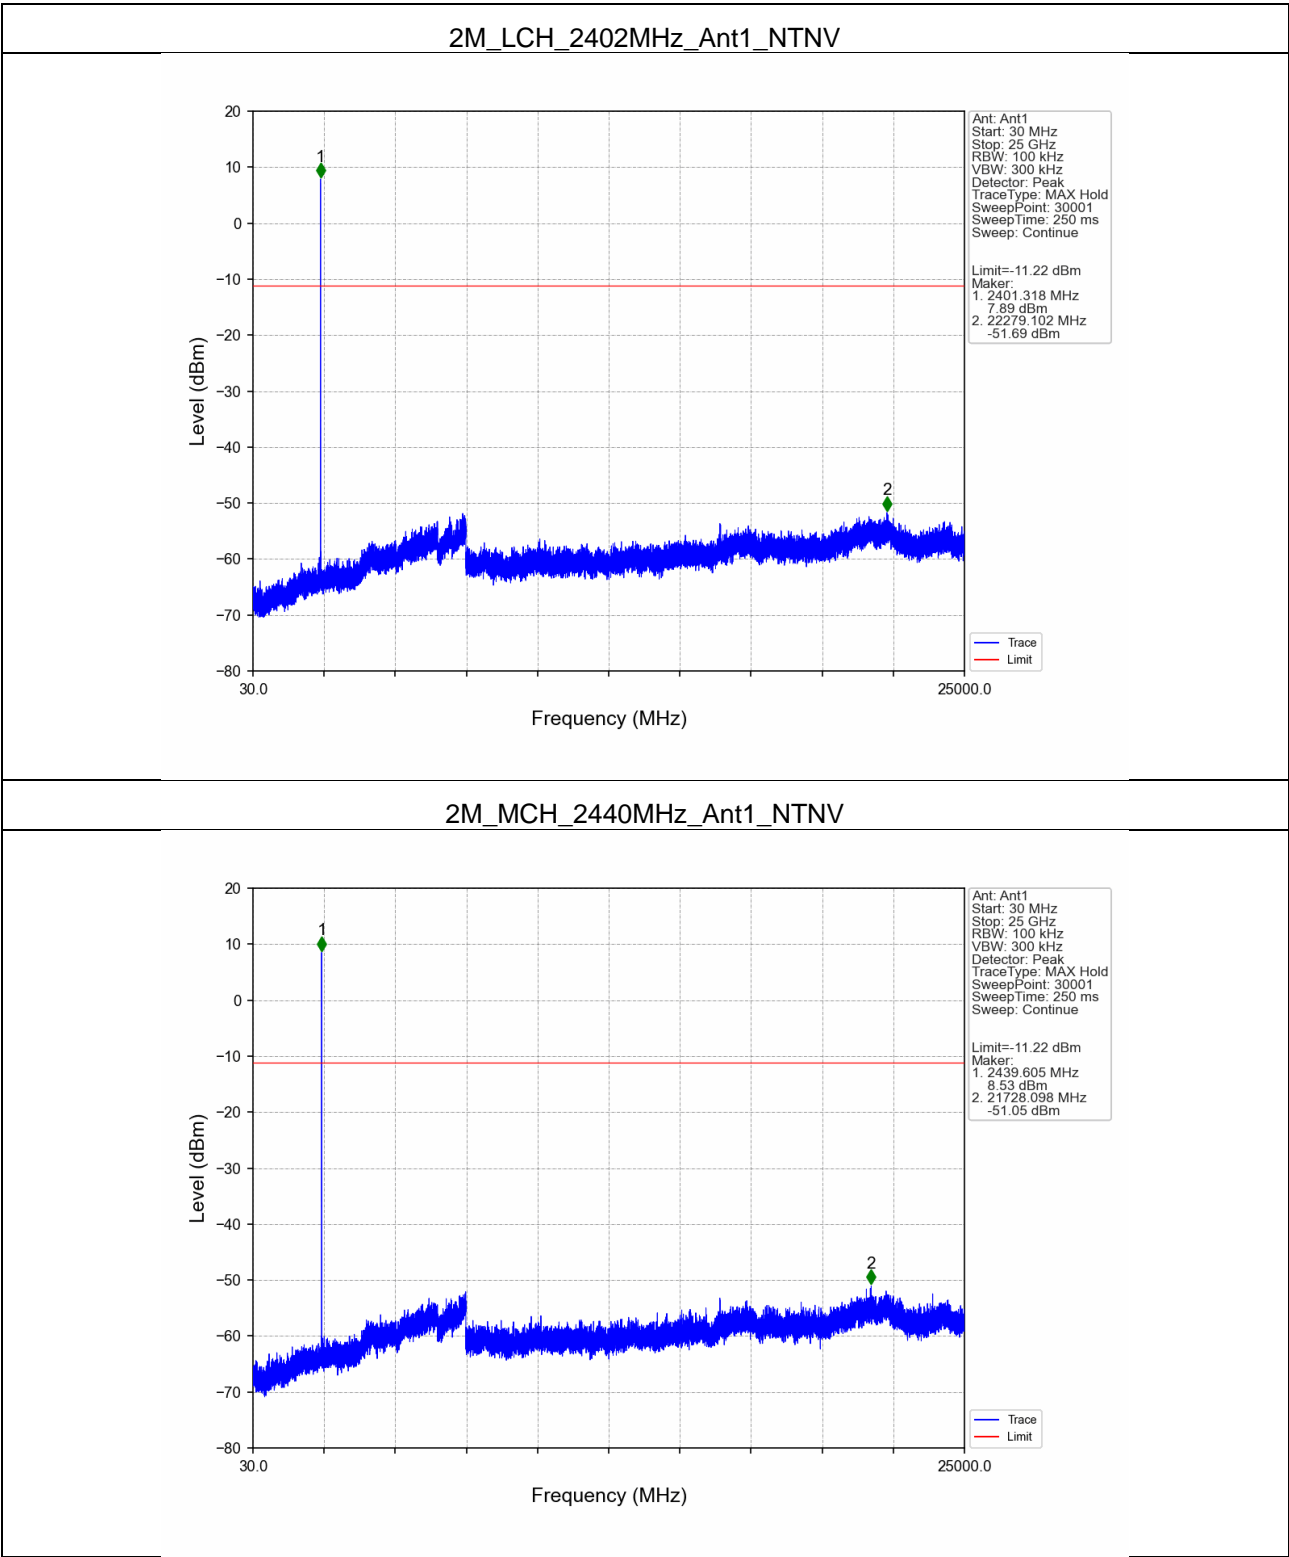 2M_LCH_2402MHz_Ant1_NTNV
20
10
0
−10
−20
−30
−40
−50
−60
−70
−80
Level (dBm)
1
2
30.0
25000.0
Frequency (MHz)
Ant: Ant1
Start: 30 MHz
Stop: 25 GHz
RBW: 100 kHz
VBW: 300 kHz
Detector: Peak
TraceType: MAX Hold
SweepPoint: 30001
SweepTime: 250 ms
Sweep: Continue
Limit=-11.22 dBm
Maker:
1. 2401.318 MHz
7.89 dBm
2. 22279.102 MHz
-51.69 dBm
Trace
Limit
2M_MCH_2440MHz_Ant1_NTNV
20
10
0
−10
−20
−30
−40
−50
−60
−70
−80
Level (dBm)
1
2
30.0
25000.0
Frequency (MHz)
Ant: Ant1
Start: 30 MHz
Stop: 25 GHz
RBW: 100 kHz
VBW: 300 kHz
Detector: Peak
TraceType: MAX Hold
SweepPoint: 30001
SweepTime: 250 ms
Sweep: Continue
Limit=-11.22 dBm
Maker:
1. 2439.605 MHz
8.53 dBm
2. 21728.098 MHz
-51.05 dBm
Trace
Limit